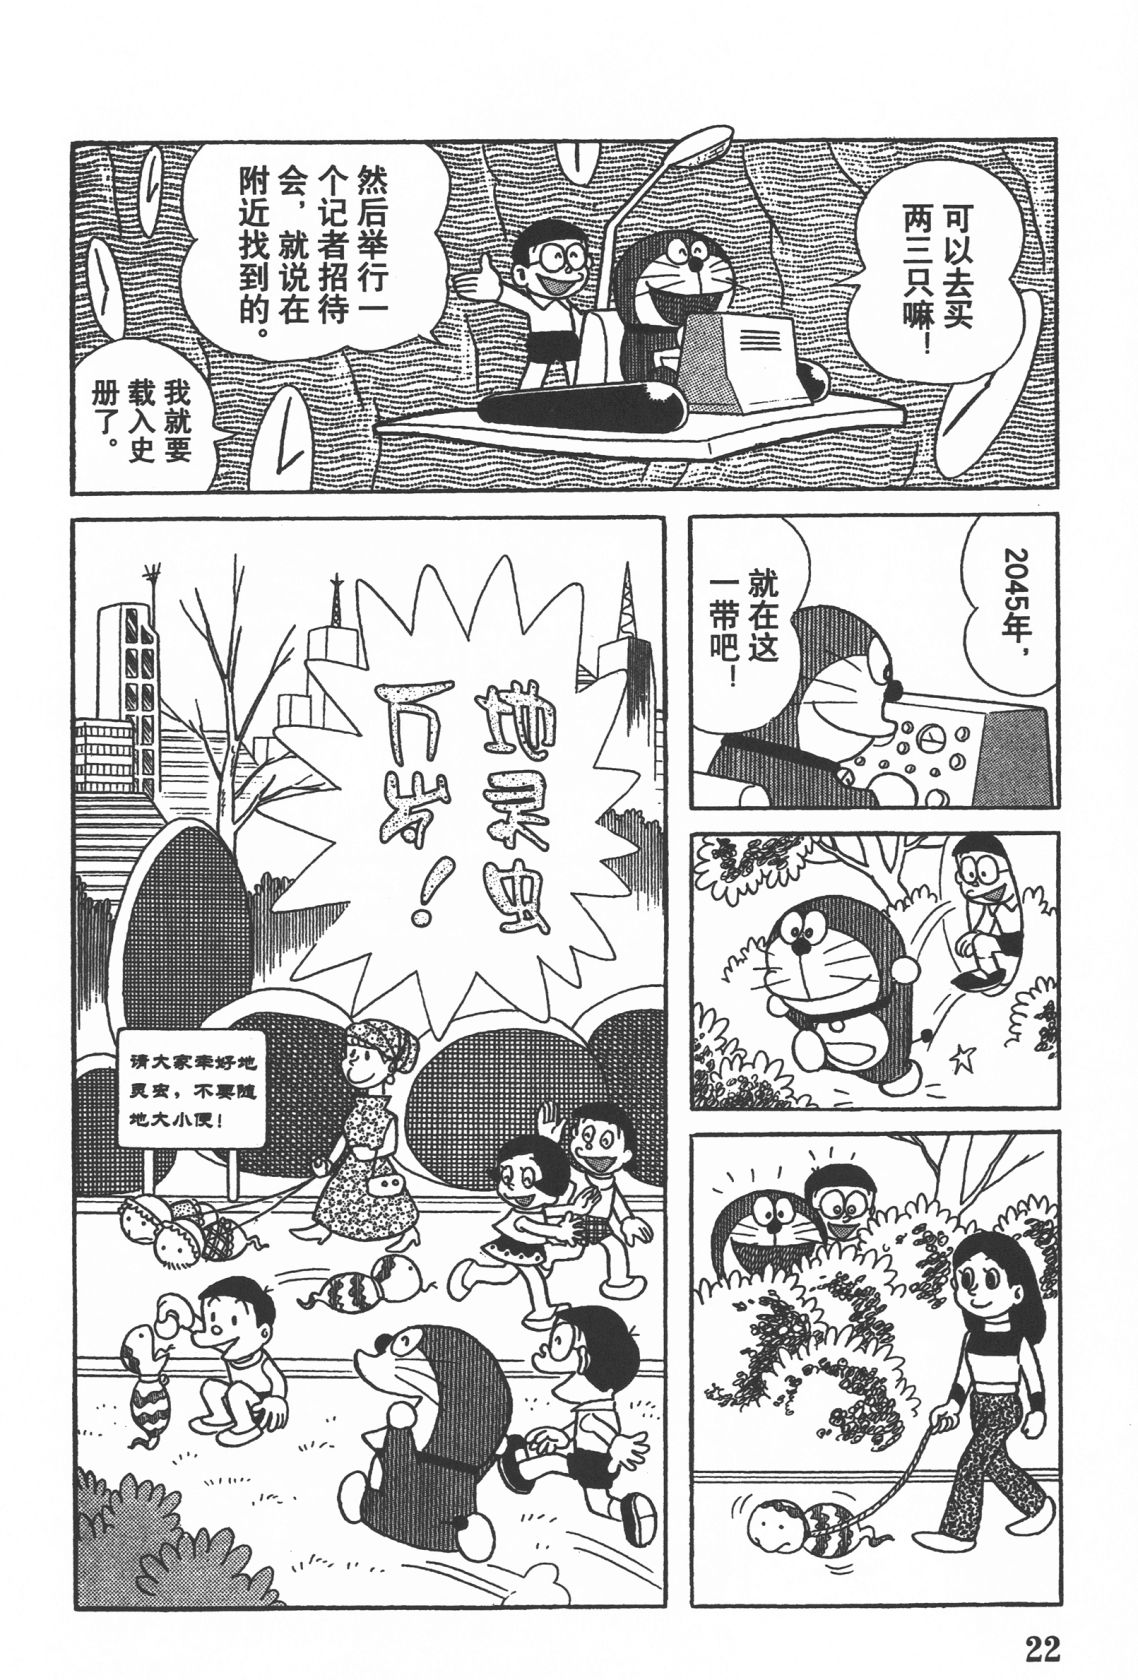 可以去买
两三只嘛！
然后举行一
个记者招待
会，就说在
附近找到的。
我就要
载入史
册了。
2045年，
就在这
一带吧！
地灵虫
万岁！
请大家牵好地
灵虫，不要随
地大小便！
22